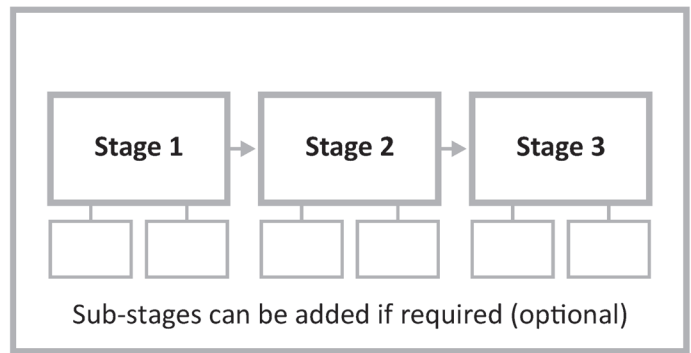 Stage 1
Stage 2
Stage 3
Sub-stages can be added if required (optional)